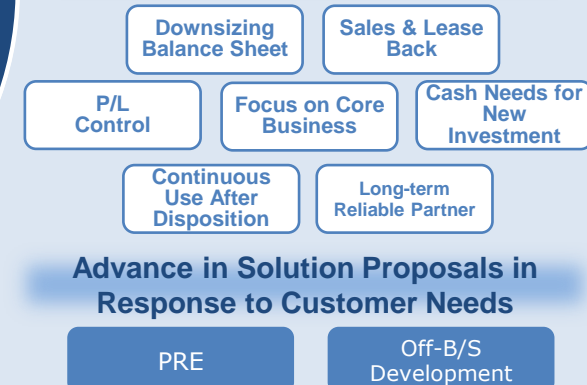 Downsizing
Balance Sheet
Sales & Lease
Back
P/L
Control
Focus on Core
Business
Cash Needs for
New
Investment
Continuous
Use After
Disposition
Long-term
Reliable Partner
Advance in Solution Proposals in
Response to Customer Needs
PRE
Off-B/S
Development